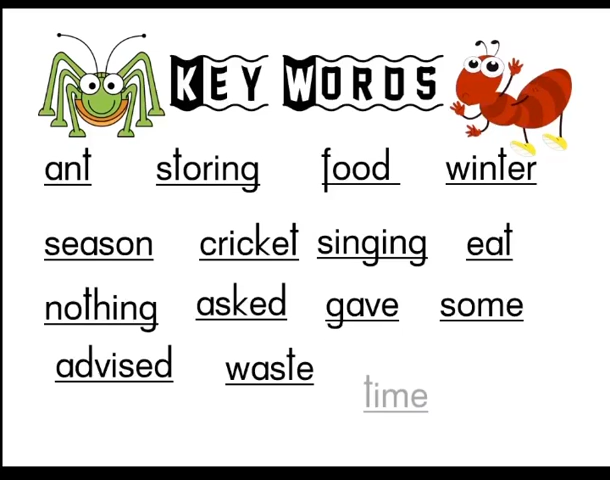 KEY WORDS
ant storing food winter
season cricket singing eat
nothing asked gave some
advised waste time